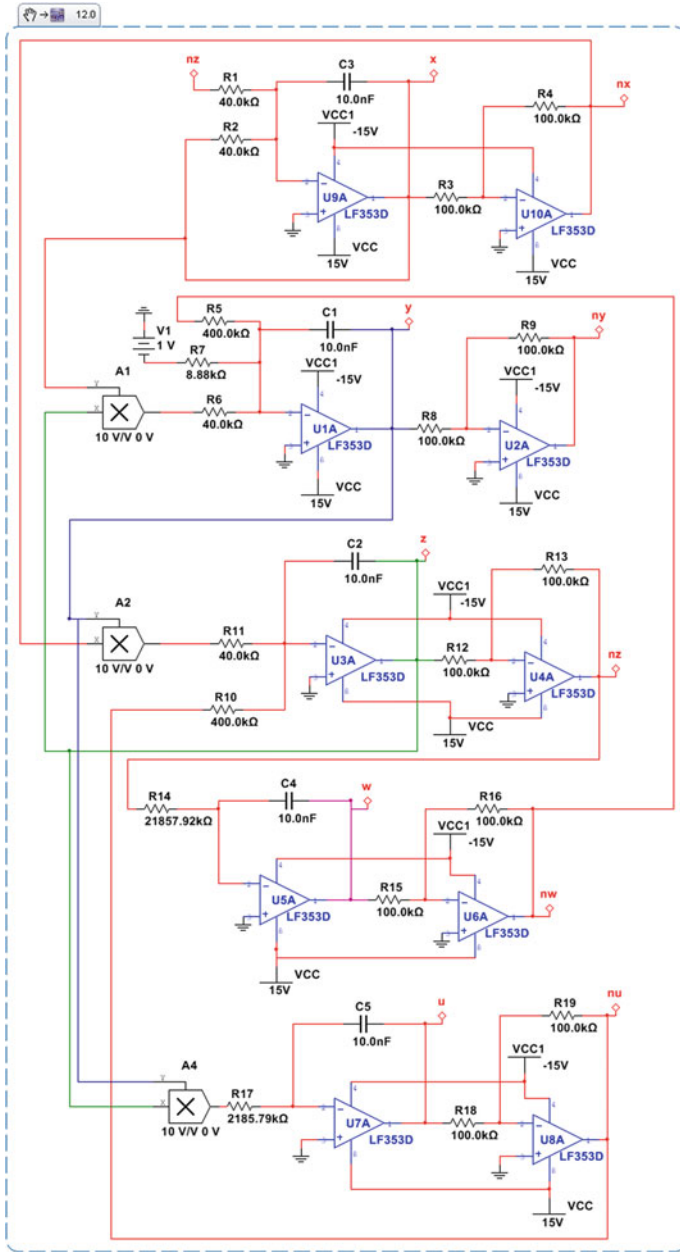 12.0
nz
R1
40.0kΩ
C3
10.0nF
x
R2
40.0kΩ
VCC1
-15V
R4
100.0kΩ
nx
U9A
LF353D
R3
100.0kΩ
U10A
LF353D
VCC
15V
VCC
15V
V1
1 V
R5
400.0kΩ
C1
10.0nF
y
R9
100.0kΩ
ny
R7
8.88kΩ
VCC1
-15V
VCC1
-15V
A1
Y
X
10 V/V 0 V
R6
40.0kΩ
U1A
LF353D
R8
100.0kΩ
U2A
LF353D
VCC
15V
VCC
15V
C2
10.0nF
z
R13
100.0kΩ
A2
Y
X
10 V/V 0 V
VCC1
-15V
R11
40.0kΩ
U3A
LF353D
R12
100.0kΩ
U4A
LF353D
nz
R10
400.0kΩ
VCC
15V
R14
21857.92kΩ
C4
10.0nF
w
R16
100.0kΩ
VCC1
-15V
U5A
LF353D
R15
100.0kΩ
U6A
LF353D
nw
VCC
15V
C5
10.0nF
u
R19
100.0kΩ
nu
VCC1
-15V
A4
Y
X
10 V/V 0 V
R17
2185.79kΩ
U7A
LF353D
R18
100.0kΩ
U8A
LF353D
VCC
15V